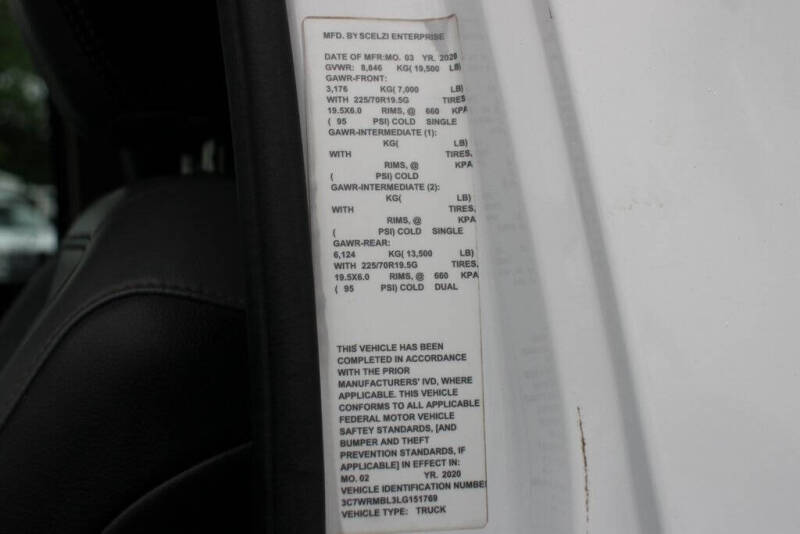 MFD. BY SCELZI ENTERPRISE
DATE OF MFR:MO. 03 YR. 2020
GVWR: 8,846 KG( 19,500 LB)
GAWR-FRONT:
3,176 KG( 7,000 LB)
WITH 225/70R19.5G TIRES
19.5X6.0 RIMS, @ 660 KPA
( 95 PSI) COLD SINGLE
GAWR-INTERMEDIATE (1):
KG( LB)
WITH TIRES,
RIMS, @ KPA
( PSI) COLD
GAWR-INTERMEDIATE (2):
KG( LB)
WITH TIRES,
RIMS, @ KPA
( PSI) COLD SINGLE
GAWR-REAR:
6,124 KG( 13,500 LB)
WITH 225/70R19.5G TIRES,
19.5X6.0 RIMS, @ 660 KPA
( 95 PSI) COLD DUAL
THIS VEHICLE HAS BEEN
COMPLETED IN ACCORDANCE
WITH THE PRIOR
MANUFACTURERS' IVD, WHERE
APPLICABLE. THIS VEHICLE
CONFORMS TO ALL APPLICABLE
FEDERAL MOTOR VEHICLE
SAFTEY STANDARDS, [AND
BUMPER AND THEFT
PREVENTION STANDARDS, IF
APPLICABLE] IN EFFECT IN:
MO. 02 YR. 2020
VEHICLE IDENTIFICATION NUMBER
3C7WRMBL3LG151769
VEHICLE TYPE: TRUCK